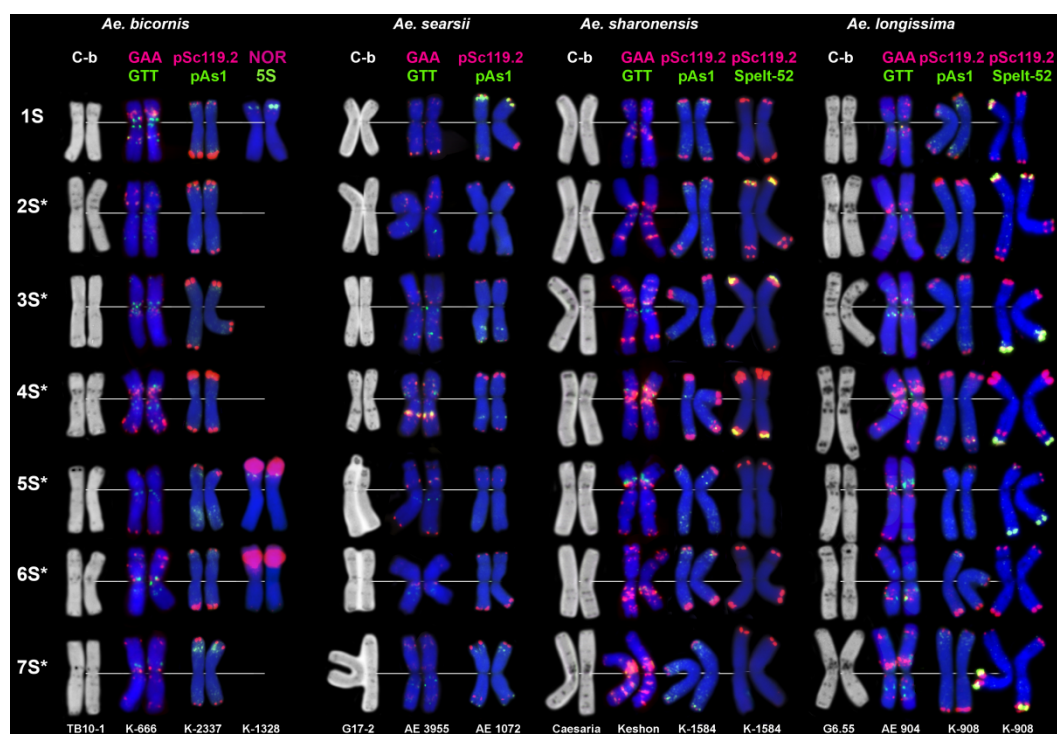 Ae. bicornis Ae. searsii Ae. sharonensis Ae. longissima
C-b GAA pSc119.2 NOR C-b GAA pSc119.2 C-b GAA pSc119.2 pSc119.2 C-b GAA pSc119.2 pSc119.2
GTT pAs1 5S GTT pAs1 GTT pAs1 Spelt-52 GTT pAs1 Spelt-52
1S
2S*
3S*
4S*
5S*
6S*
7S*
TB10-1 K-666 K-2337 K-1328 G17-2 AE 3955 AE 1072 Caesaria Keshon K-1584 K-1584 G6.55 AE 904 K-908 K-908